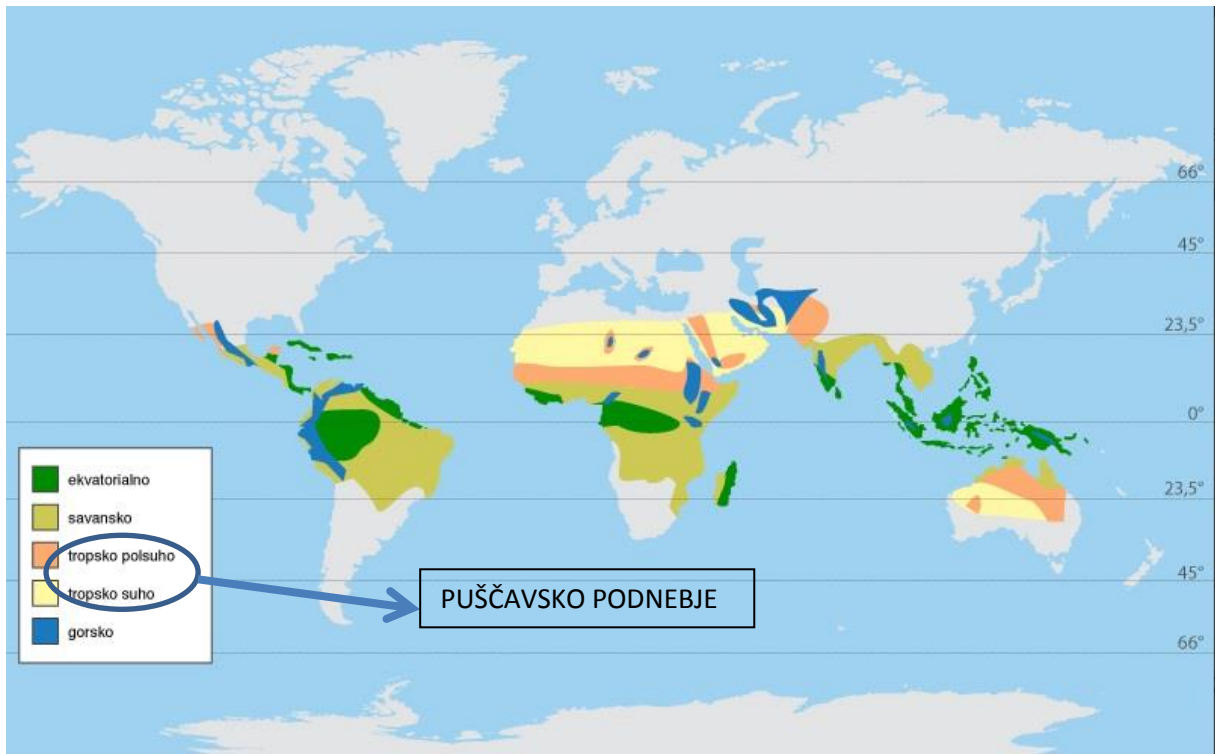 66°
45°
23,5°
0°
23,5°
45°
66°
ekvatorialno
savansko
tropsko polsuho
tropsko suho
gorsko
PUŠČAVSKO PODNEBJE